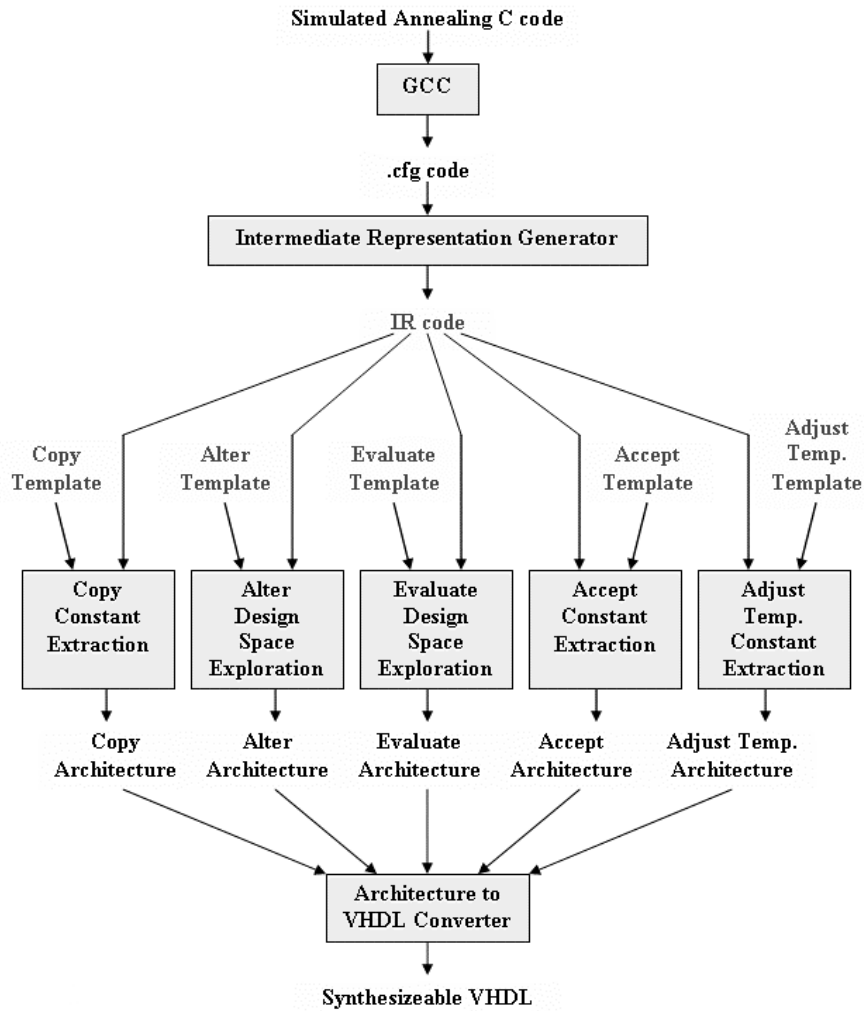 Simulated Annealing C code
GCC
.cfg code
Intermediate Representation Generator
IR code
Copy
Template
Alter
Template
Evaluate
Template
Accept
Template
Adjust
Temp.
Template
Copy
Constant
Extraction
Alter
Design
Space
Exploration
Evaluate
Design
Space
Exploration
Accept
Constant
Extraction
Adjust
Temp.
Constant
Extraction
Copy
Architecture
Alter
Architecture
Evaluate
Architecture
Accept
Architecture
Adjust Temp.
Architecture
Architecture to
VHDL Converter
Synthesizeable VHDL